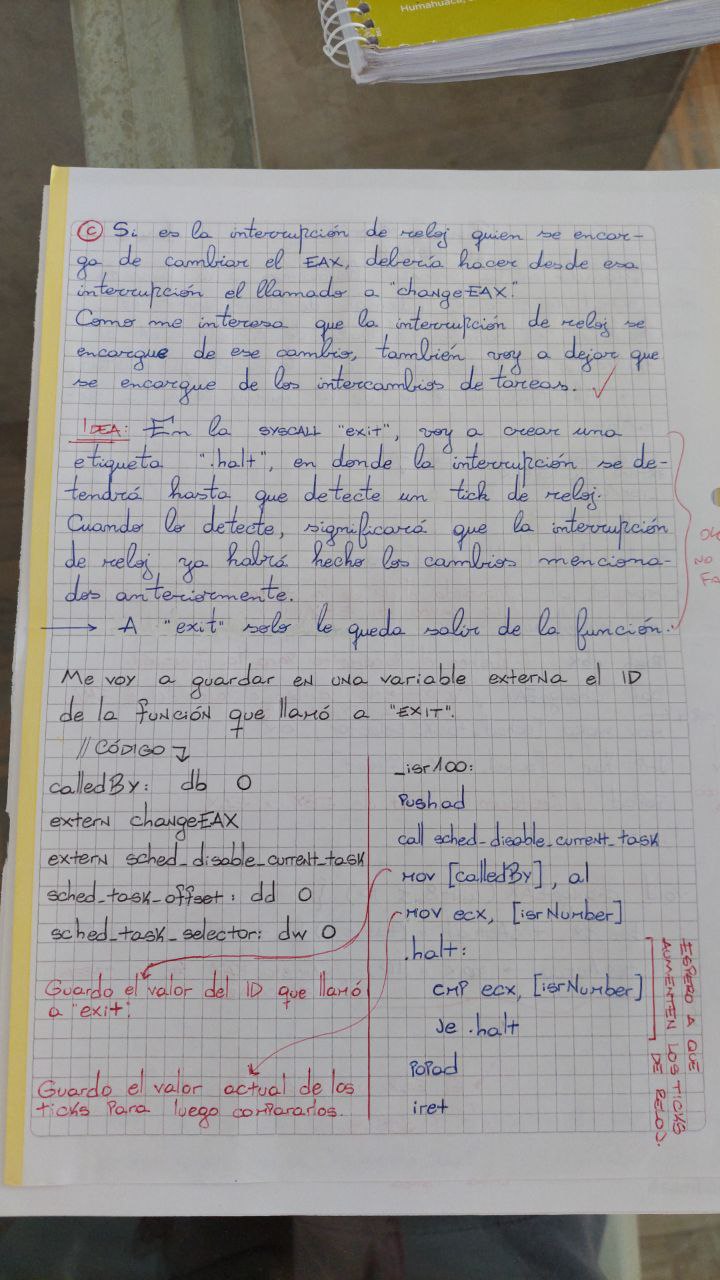 Humahuaca,
(c) Si es la interrupción de reloj quien se encar-
ga de cambiar el EAX, debería hacer desde esa
interrupción el llamado a "changeEAX".
Como me interesa que la interrupción de reloj se
encargue de ese cambio, también voy a dejar que
se encargue de los intercambios de tareas. ✓
IDEA: En la SYSCALL "exit", voy a crear una
etiqueta ".halt", en donde la interrupción se de-
tendrá hasta que detecte un tick de reloj.
Cuando lo detecte, significará que la interrupción
de reloj ya habrá hecho los cambios menciona-
dos anteriormente.
→ A "exit" solo le queda salir de la función.
NO
Me voy a guardar en una variable externa el ID
de la función que llamó a "EXIT".
//CÓDIGO ↓
calledBy: db 0
extern changeEAX
extern sched_disable_current_task
sched_task_offset: dd 0
sched_task_selector: dw 0
Guardo el valor del ID que llamó
a "exit".
Guardo el valor actual de los
ticks para luego compararlos.
_isr100:
pushad
call sched_disable_current_task
mov [calledBy], al
mov ecx, [isrNumber]
.halt:
cmp ecx, [isrNumber]
je .halt
popad
iret
ESPERO A QUE
AUMENTEN LOS TICKS
DE RELOJ.